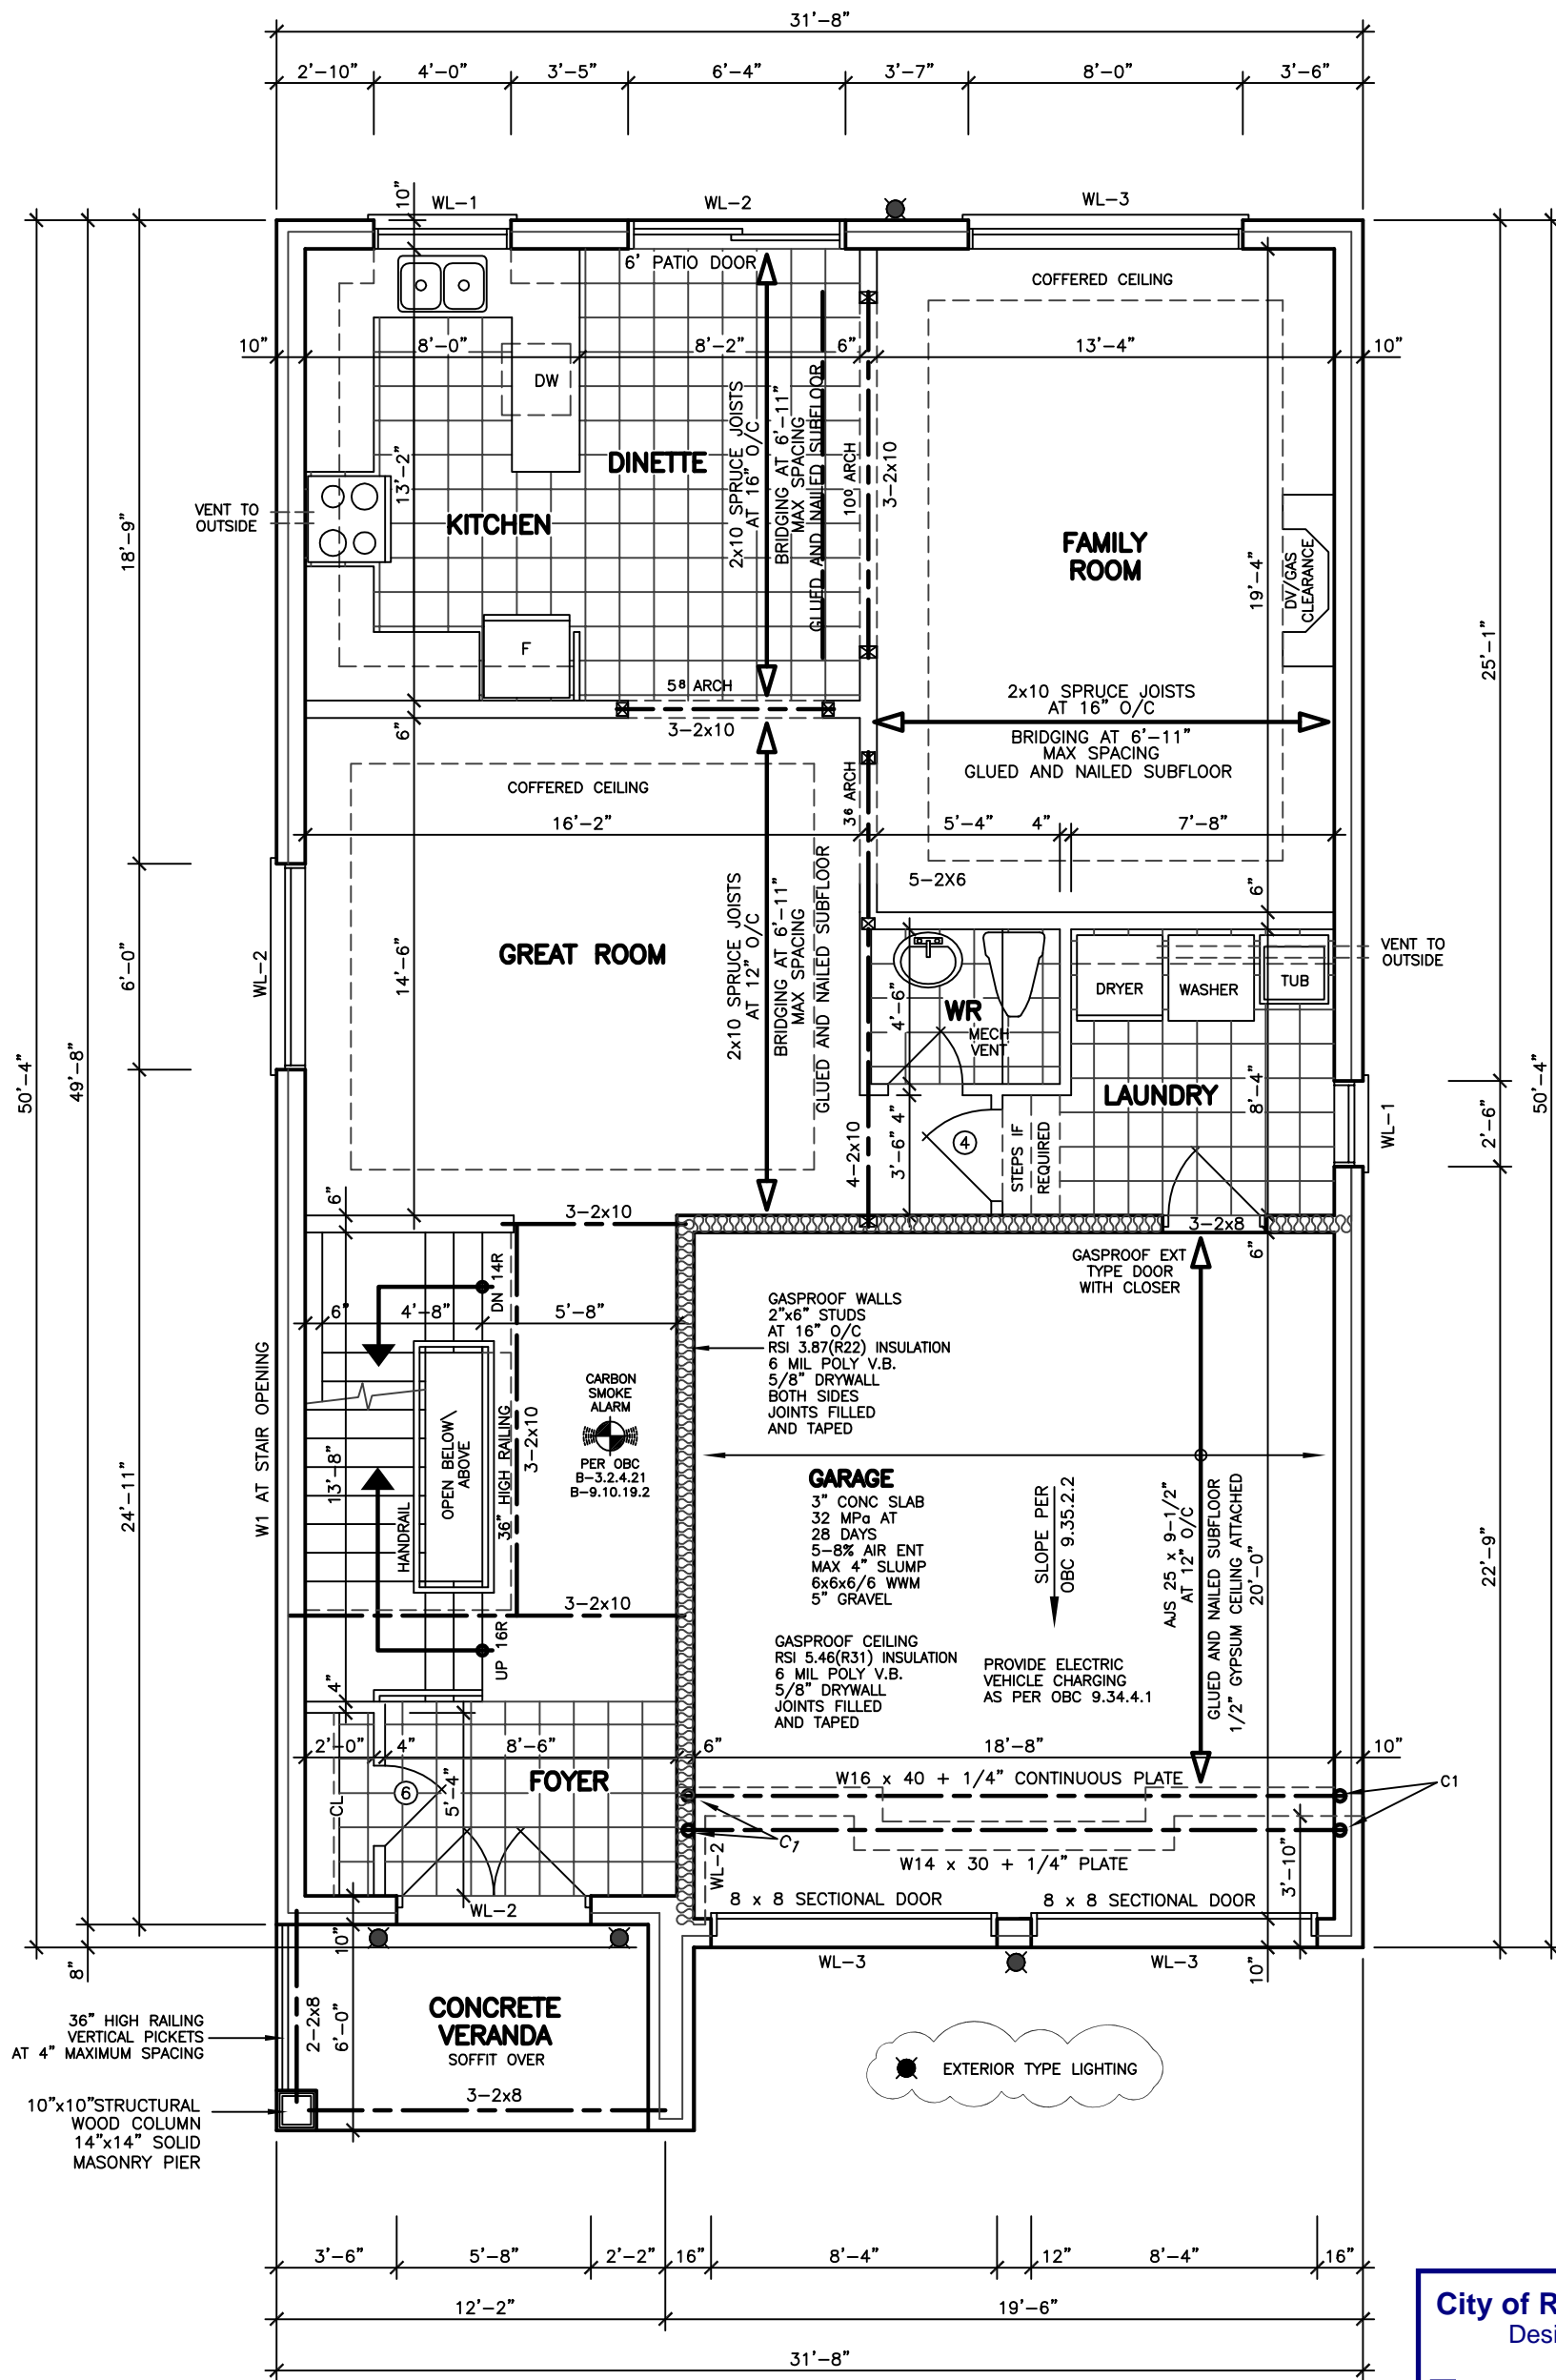 31'-8"
2'-10" 4'-0" 3'-5" 6'-4" 3'-7" 8'-0" 3'-6"
10"
WL-1 WL-2 WL-3
6' PATIO DOOR
COFFERED CEILING
10" 8'-0" 8'-2" 6" 13'-4" 10"
DW
13'-2"
DINETTE
KITCHEN
VENT TO
OUTSIDE
2x10 SPRUCE JOISTS
AT 16" O/C
BRIDGING AT 6'-11"
MAX SPACING
GLUED AND NAILED SUBFLOOR
10⁰ ARCH
3-2x10
FAMILY
ROOM
19'-4"
DV/GAS
CLEARANCE
18'-9"
25'-1"
F
5⁸ ARCH
3-2x10
6"
2x10 SPRUCE JOISTS
AT 16" O/C
BRIDGING AT 6'-11"
MAX SPACING
GLUED AND NAILED SUBFLOOR
COFFERED CEILING
3⁶ ARCH
16'-2" 5'-4" 4" 7'-8"
5-2X6
6"
GREAT ROOM
14'-6"
2x10 SPRUCE JOISTS
AT 12" O/C
BRIDGING AT 6'-11"
MAX SPACING
GLUED AND NAILED SUBFLOOR
WL-2
6'-0"
50'-4"
49'-8"
4'-6"
WR
MECH
VENT
DRYER WASHER TUB
VENT TO
OUTSIDE
LAUNDRY
8'-4"
WL-1
2'-6"
50'-4"
4-2x10
3'-6" 4"
4
STEPS IF
REQUIRED
6"
3-2x10
3-2x8
6"
GASPROOF EXT
TYPE DOOR
WITH CLOSER
DN 14R
6" 4'-8" 5'-8"
GASPROOF WALLS
2"x6" STUDS
AT 16" O/C
RSI 3.87(R22) INSULATION
6 MIL POLY V.B.
5/8" DRYWALL
BOTH SIDES
JOINTS FILLED
AND TAPED
W1 AT STAIR OPENING
24'-11"
13'-8"
HANDRAIL
OPEN BELOW\
ABOVE
36" HIGH RAILING
3-2x10
CARBON
SMOKE
ALARM
PER OBC
B-3.2.4.21
B-9.10.19.2
GARAGE
3" CONC SLAB
32 MPa AT
28 DAYS
5-8% AIR ENT
MAX 4" SLUMP
6x6x6/6 WWM
5" GRAVEL
SLOPE PER
OBC 9.35.2.2
AJS 25 x 9-1/2"
AT 12" O/C
GLUED AND NAILED SUBFLOOR
1/2" GYPSUM CEILING ATTACHED
20'-0"
22'-9"
3-2x10
UP 16R
GASPROOF CEILING
RSI 5.46(R31) INSULATION
6 MIL POLY V.B.
5/8" DRYWALL
JOINTS FILLED
AND TAPED
PROVIDE ELECTRIC
VEHICLE CHARGING
AS PER OBC 9.34.4.1
4"
2'-0" 4" 8'-6" 6" 18'-8" 10"
CL
6
5'-4"
FOYER
W16 x 40 + 1/4" CONTINUOUS PLATE
C1
C1
WL-2
W14 x 30 + 1/4" PLATE
3'-10"
8 x 8 SECTIONAL DOOR 8 x 8 SECTIONAL DOOR
WL-2
10"
WL-3 WL-3
10"
8"
36" HIGH RAILING
VERTICAL PICKETS
AT 4" MAXIMUM SPACING
2-2x8
6'-0"
CONCRETE
VERANDA
SOFFIT OVER
3-2x8
10"x10"STRUCTURAL
WOOD COLUMN
14"x14" SOLID
MASONRY PIER
EXTERIOR TYPE LIGHTING
3'-6" 5'-8" 2'-2" 16" 8'-4" 12" 8'-4" 16"
12'-2" 19'-6"
31'-8"
City of R
Desi